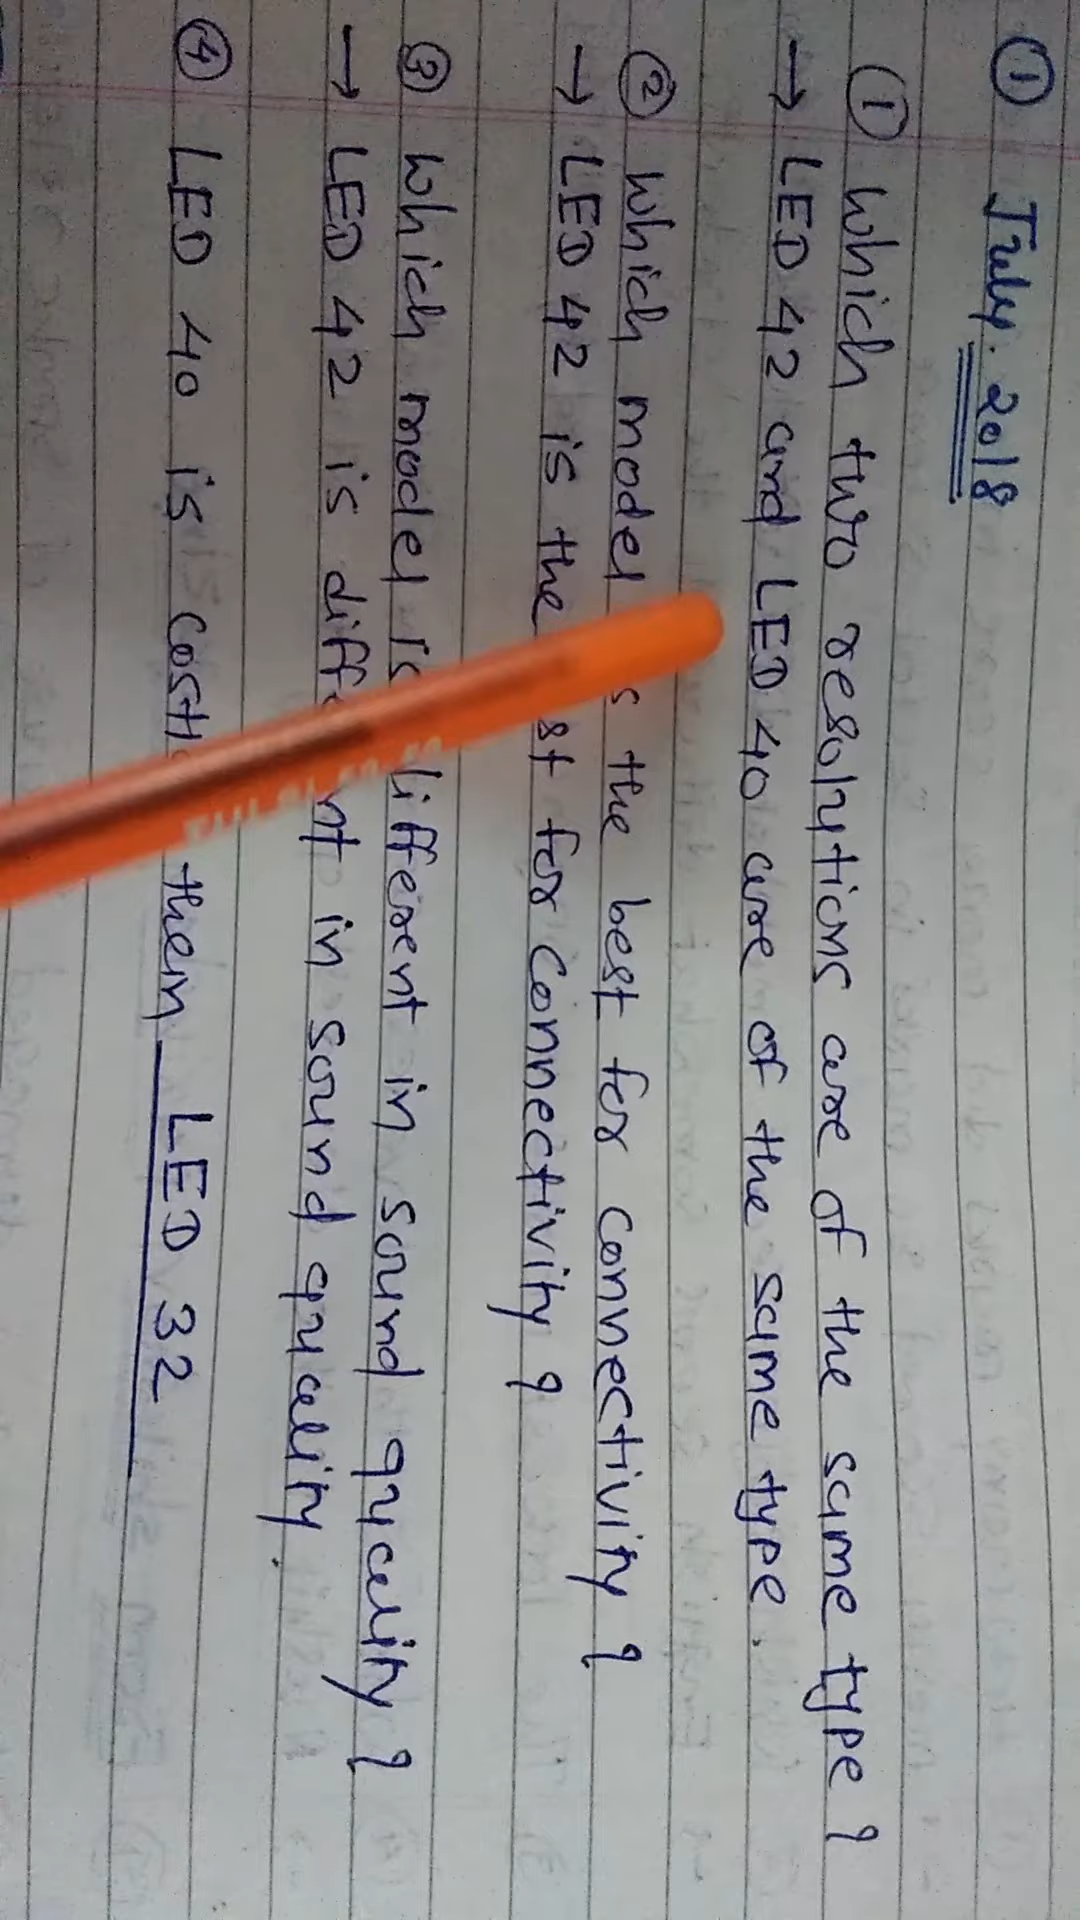 ① July. 2018
① Which two resolutions are of the same type ?
→ LED 42 and LED 40 are of the same type.
② Which model the best for connectivity ?
→ LED 42 is the for connectivity ?
③ Which model is different in sound quality ?
→ LED 42 is in sound quality.
④ LED 40 is them LED 32